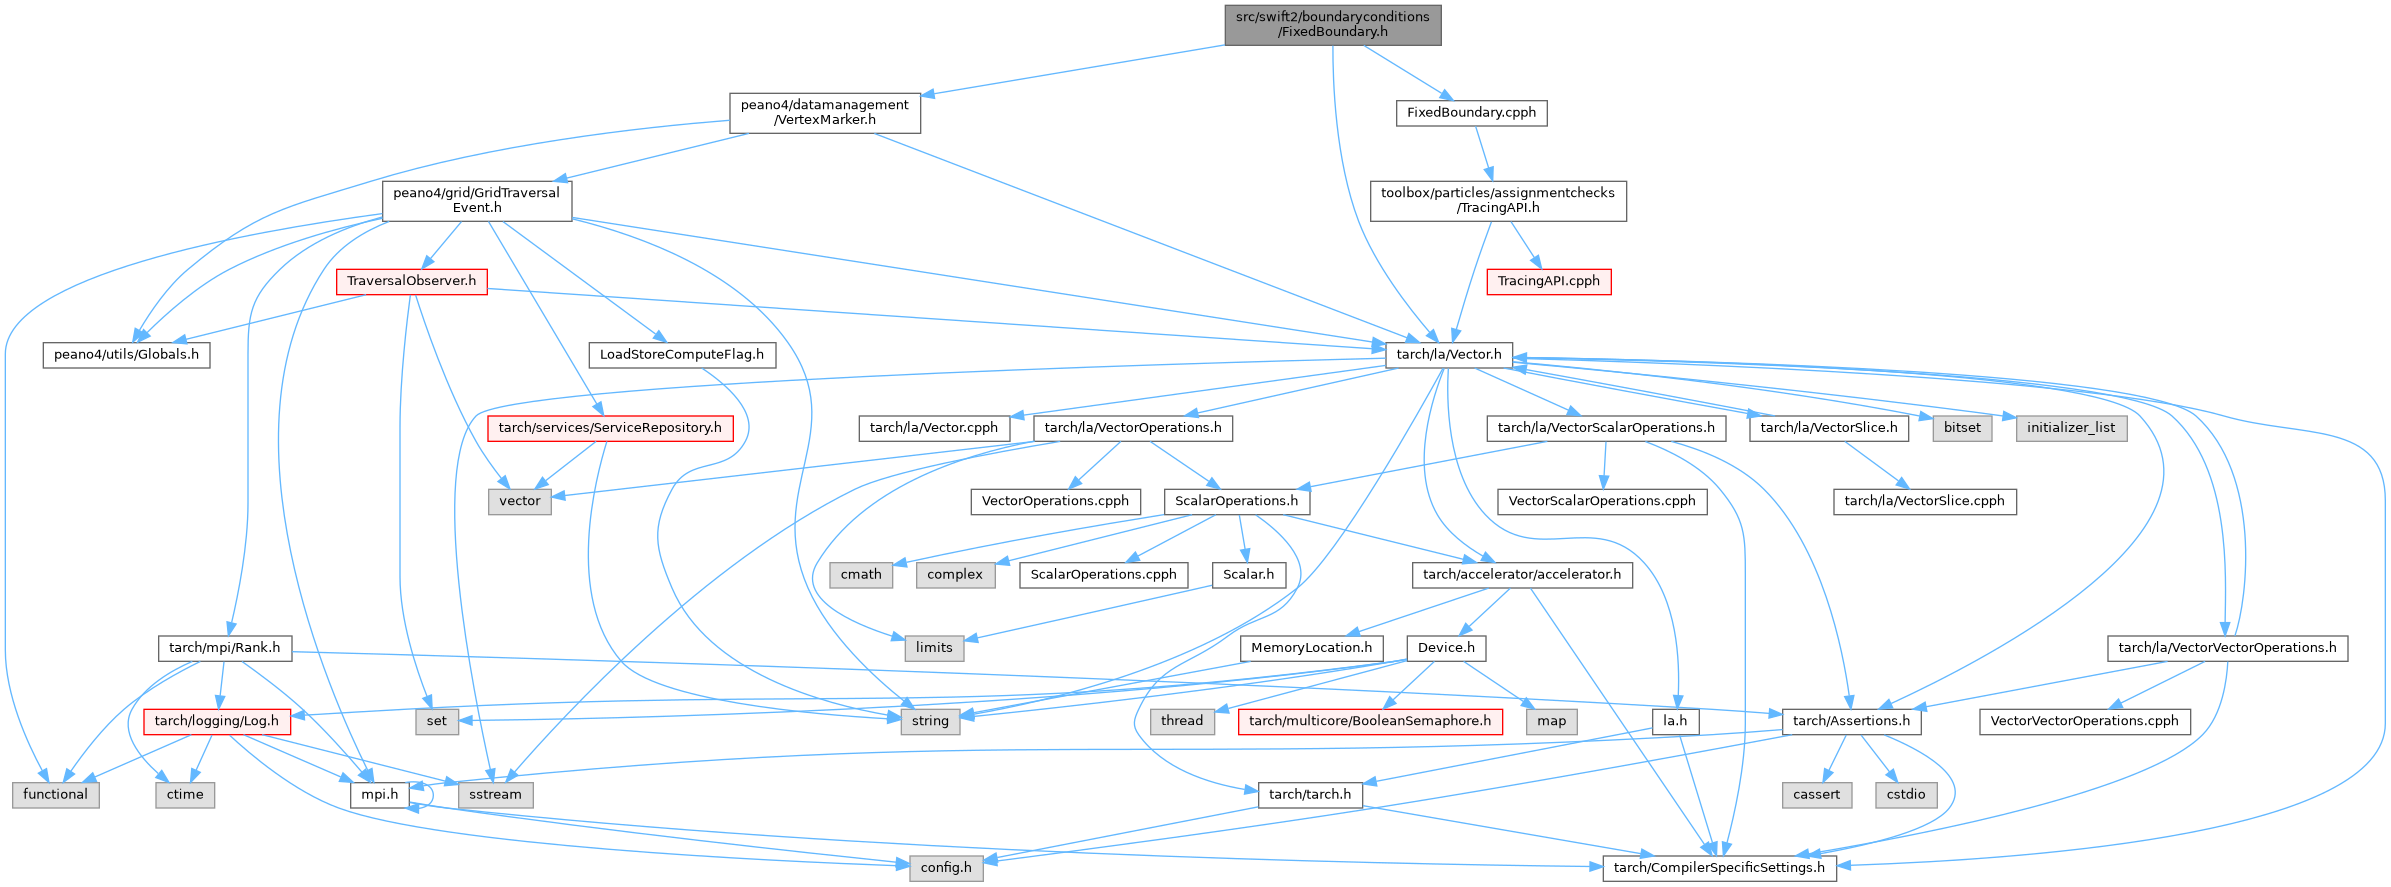 src/swift2/boundaryconditions
/FixedBoundary.h
peano4/datamanagement
/VertexMarker.h
FixedBoundary.cpph
peano4/grid/GridTraversal
Event.h
toolbox/particles/assignmentchecks
/TracingAPI.h
TraversalObserver.h
TracingAPI.cpph
peano4/utils/Globals.h
LoadStoreComputeFlag.h
tarch/la/Vector.h
tarch/services/ServiceRepository.h
tarch/la/Vector.cpph
tarch/la/VectorOperations.h
tarch/la/VectorScalarOperations.h
tarch/la/VectorSlice.h
bitset
initializer_list
vector
VectorOperations.cpph
ScalarOperations.h
VectorScalarOperations.cpph
tarch/la/VectorSlice.cpph
cmath
complex
ScalarOperations.cpph
Scalar.h
tarch/accelerator/accelerator.h
tarch/mpi/Rank.h
limits
MemoryLocation.h
Device.h
tarch/la/VectorVectorOperations.h
tarch/logging/Log.h
set
string
thread
tarch/multicore/BooleanSemaphore.h
map
la.h
tarch/Assertions.h
VectorVectorOperations.cpph
functional
ctime
mpi.h
sstream
tarch/tarch.h
cassert
cstdio
config.h
tarch/CompilerSpecificSettings.h